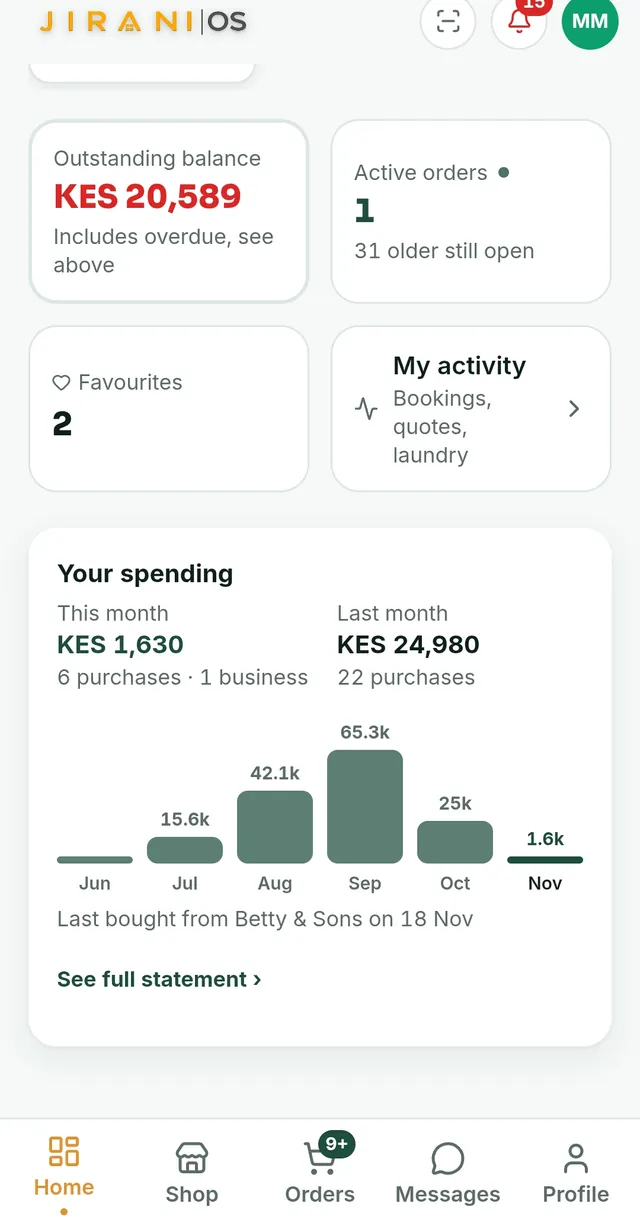 JIRANI|OS
15
MM
Outstanding balance
KES 20,589
Includes overdue, see
above
Active orders
1
31 older still open
Favourites
2
My activity
Bookings,
quotes,
laundry
Your spending
This month
KES 1,630
6 purchases · 1 business
Last month
KES 24,980
22 purchases
15.6k
42.1k
65.3k
25k
1.6k
Jun
Jul
Aug
Sep
Oct
Nov
Last bought from Betty & Sons on 18 Nov
See full statement ›
9+
Home
Shop
Orders
Messages
Profile